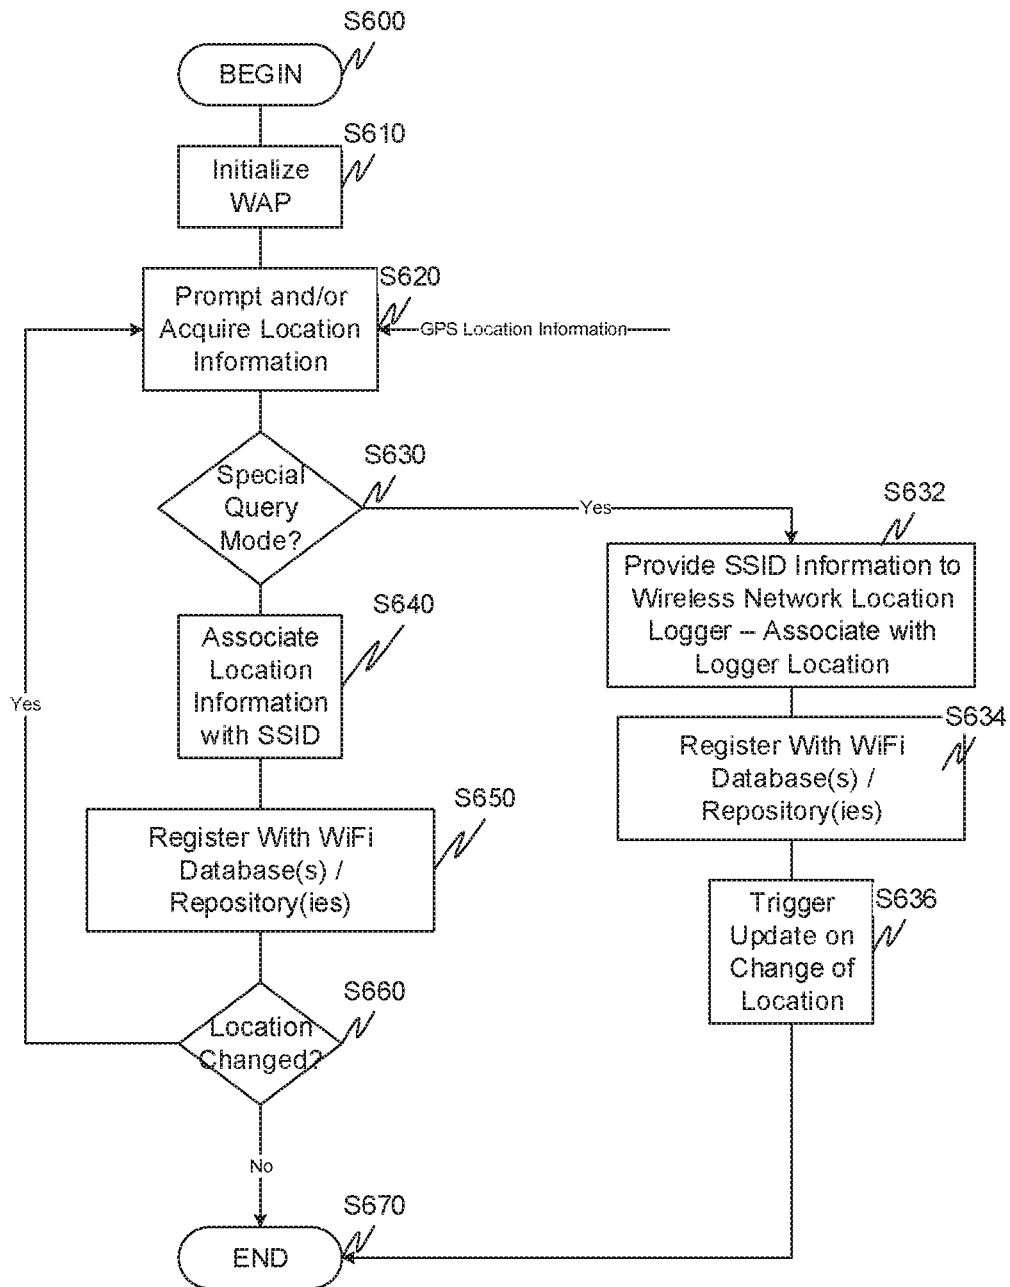 S600
BEGIN
S610
Initialize
WAP
S620
Prompt and/or
Acquire Location
Information
GPS Location Information
S630
Special
Query
Mode?
Yes
S632
Provide SSID Information to
Wireless Network Location
Logger – Associate with
Logger Location
S640
Associate
Location
Information
with SSID
Yes
S634
Register With WiFi
Database(s) /
Repository(ies)
S650
Register With WiFi
Database(s) /
Repository(ies)
S636
Trigger
Update on
Change of
Location
S660
Location
Changed?
No
S670
END